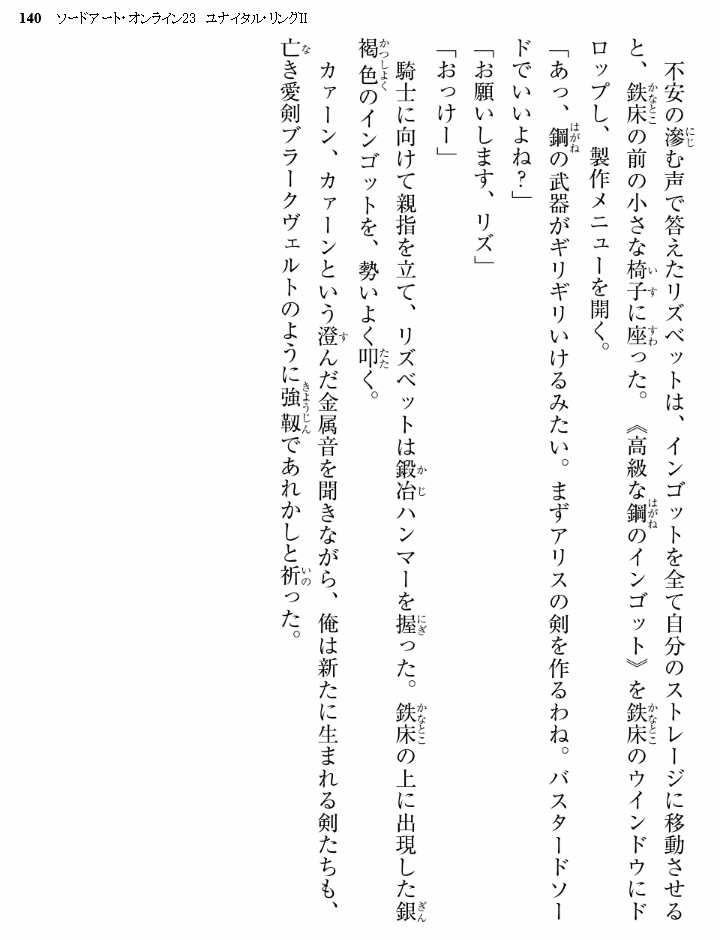 140 ソードアート・オンライン23 ユナイタル・リングII
　不安の滲む声で答えたリズベットは、インゴットを全て自分のストレージに移動させる
と、鉄床の前の小さな椅子に座った。《高級な鋼のインゴット》を鉄床のウインドウにド
ロップし、製作メニューを開く。
「あっ、鋼の武器がギリギリいけるみたい。まずアリスの剣を作るわね。バスタードソー
ドでいいよね？」
「お願いします、リズ」
「おっけー」
　騎士に向けて親指を立て、リズベットは鍛冶ハンマーを握った。鉄床の上に出現した銀
褐色のインゴットを、勢いよく叩く。
　カァーン、カァーンという澄んだ金属音を聞きながら、俺は新たに生まれる剣たちも、
亡き愛剣ブラークヴェルトのように強靱であれかしと祈った。